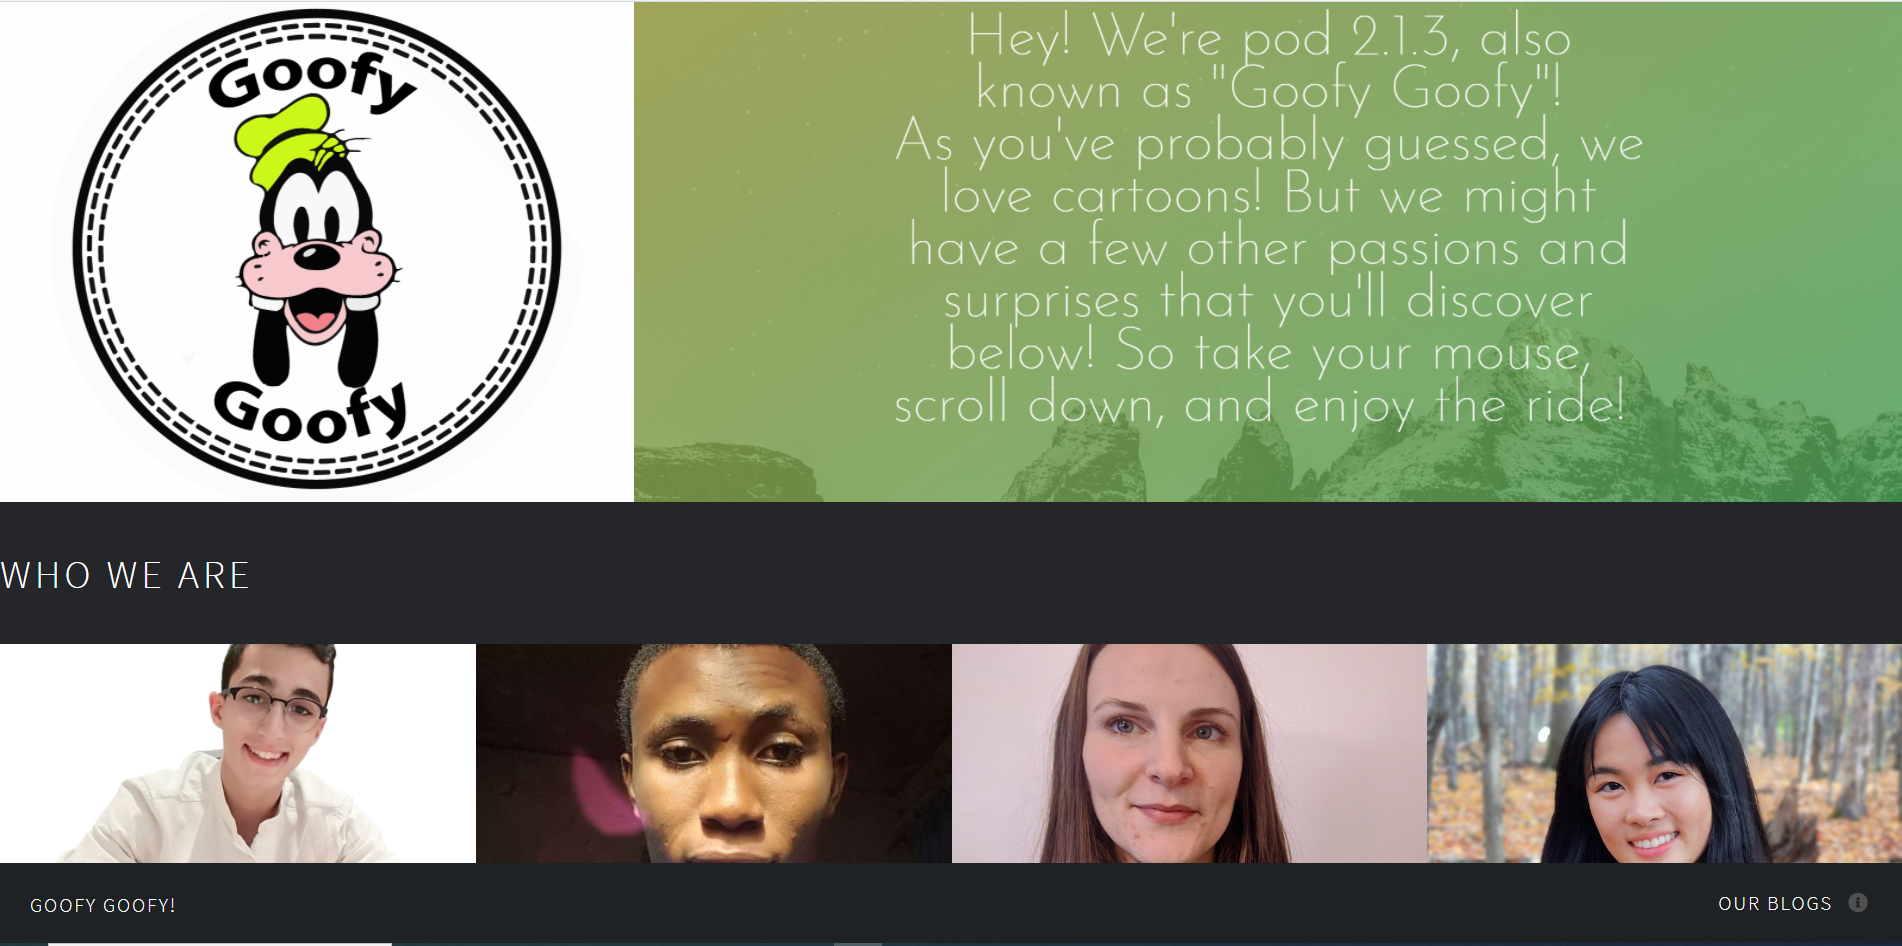 Goofy
Goofy
Hey! We're pod 2.1.3, also
known as "Goofy Goofy"!
As you've probably guessed, we
love cartoons! But we might
have a few other passions and
surprises that you'll discover
below! So take your mouse,
scroll down, and enjoy the ride!
WHO WE ARE
GOOFY GOOFY!
OUR BLOGS